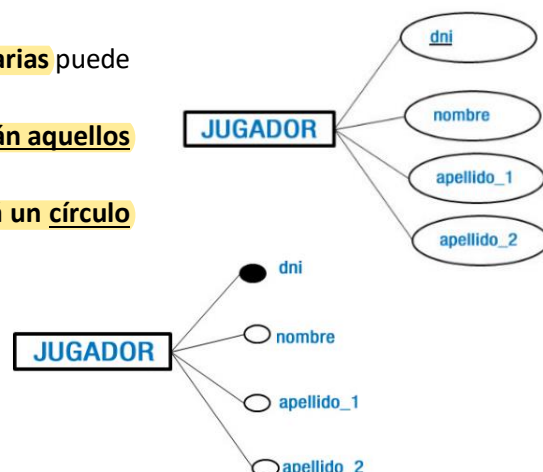 arias puede
án aquellos
n un círculo
JUGADOR
dni
nombre
apellido_1
apellido_2
JUGADOR
dni
nombre
apellido_1
apellido_2